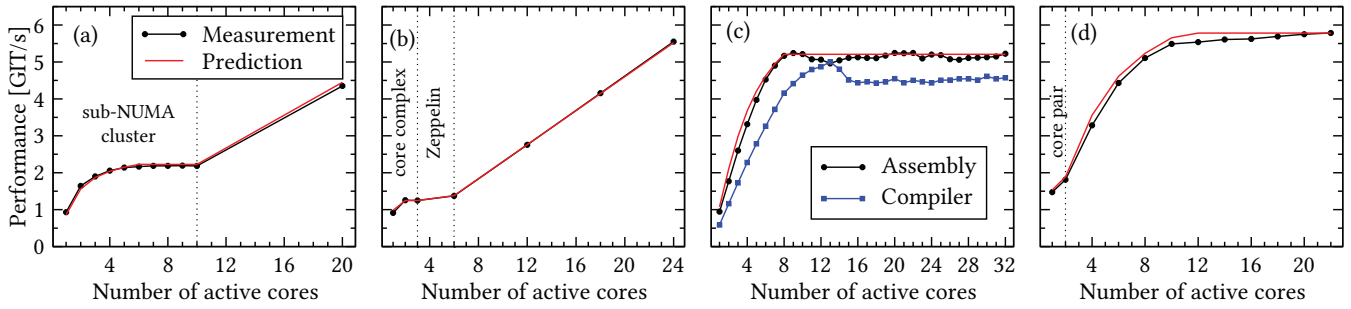 Performance [GIT/s]
6
5
4
3
2
1
0
(a)
Measurement
Prediction
sub-NUMA
cluster
4 8 12 16 20
Number of active cores
(b)
core complex
Zeppelin
4 8 12 16 20 24
Number of active cores
(c)
Assembly
Compiler
4 8 12 16 20 24 28 32
Number of active cores
(d)
core pair
4 8 12 16 20
Number of active cores